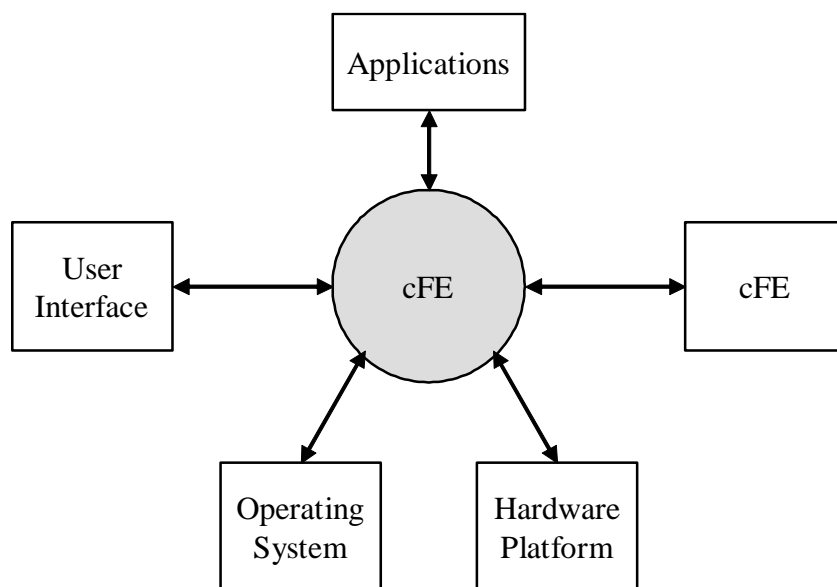 Applications
User
Interface
cFE
cFE
Operating
System
Hardware
Platform